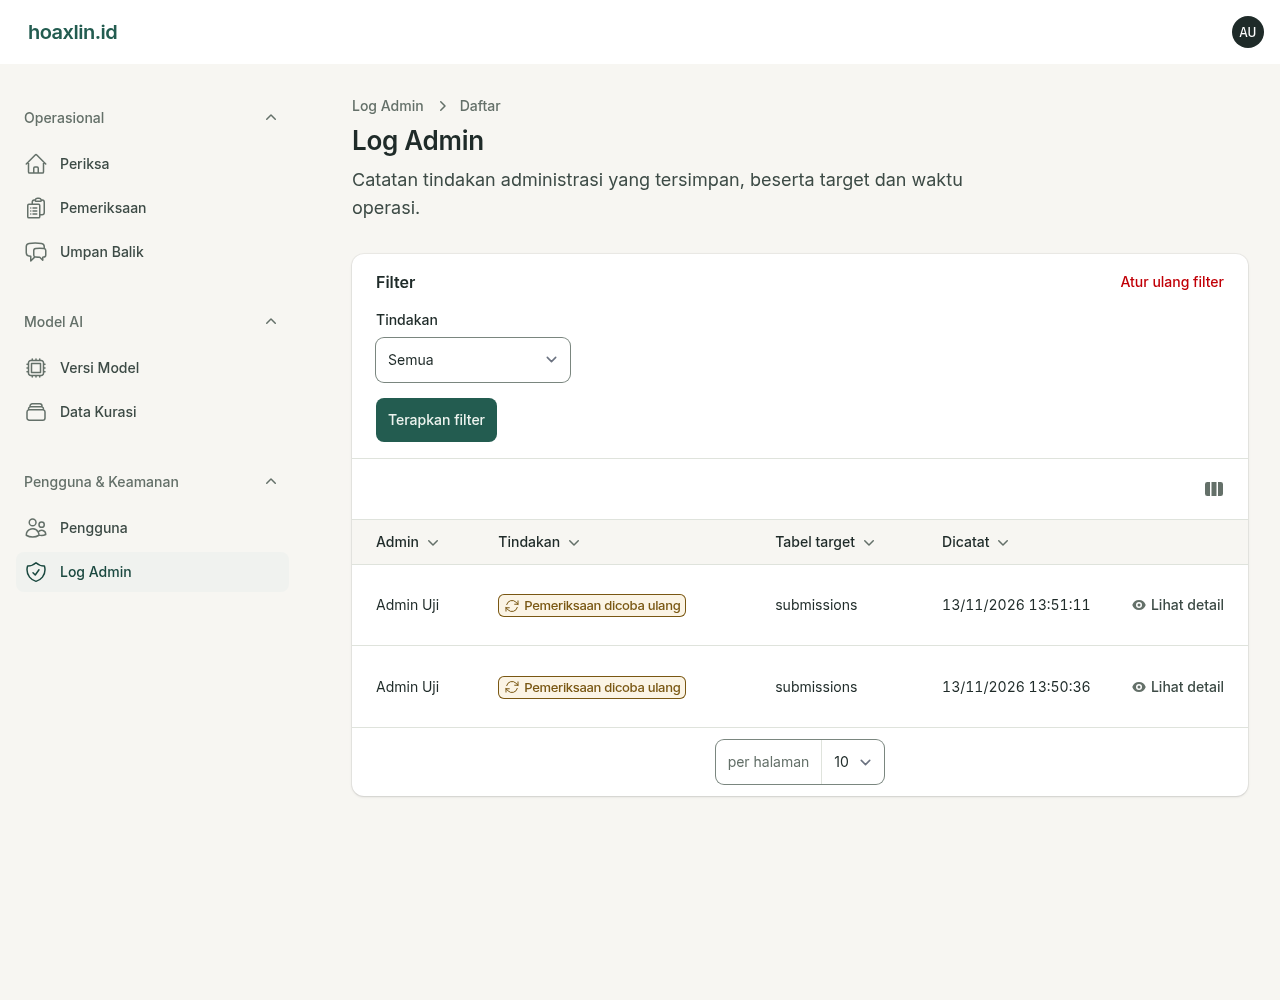 hoaxlin.id
AU
Operasional
Periksa
Pemeriksaan
Umpan Balik
Model AI
Versi Model
Data Kurasi
Pengguna & Keamanan
Pengguna
Log Admin
Log Admin > Daftar
Log Admin
Catatan tindakan administrasi yang tersimpan, beserta target dan waktu
operasi.
Filter
Atur ulang filter
Tindakan
Semua
Terapkan filter
Admin Tindakan Tabel target Dicatat
Admin Uji Pemeriksaan dicoba ulang submissions 13/11/2026 13:51:11 Lihat detail
Admin Uji Pemeriksaan dicoba ulang submissions 13/11/2026 13:50:36 Lihat detail
per halaman 10